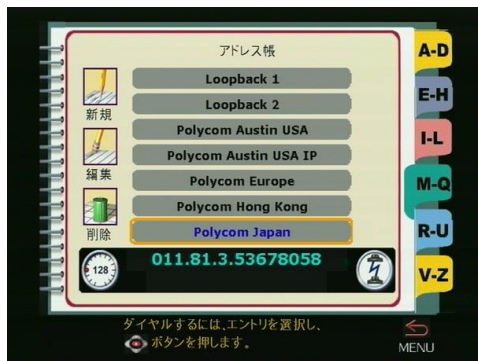 アドレス帳
A-D
Loopback 1
E-H
Loopback 2
新規
Polycom Austin USA
I-L
Polycom Austin USA IP
編集
Polycom Europe
M-Q
Polycom Hong Kong
削除
Polycom Japan
R-U
128
011.81.3.53678058
V-Z
ダイヤルするには、エントリを選択し、
ボタンを押します。
MENU